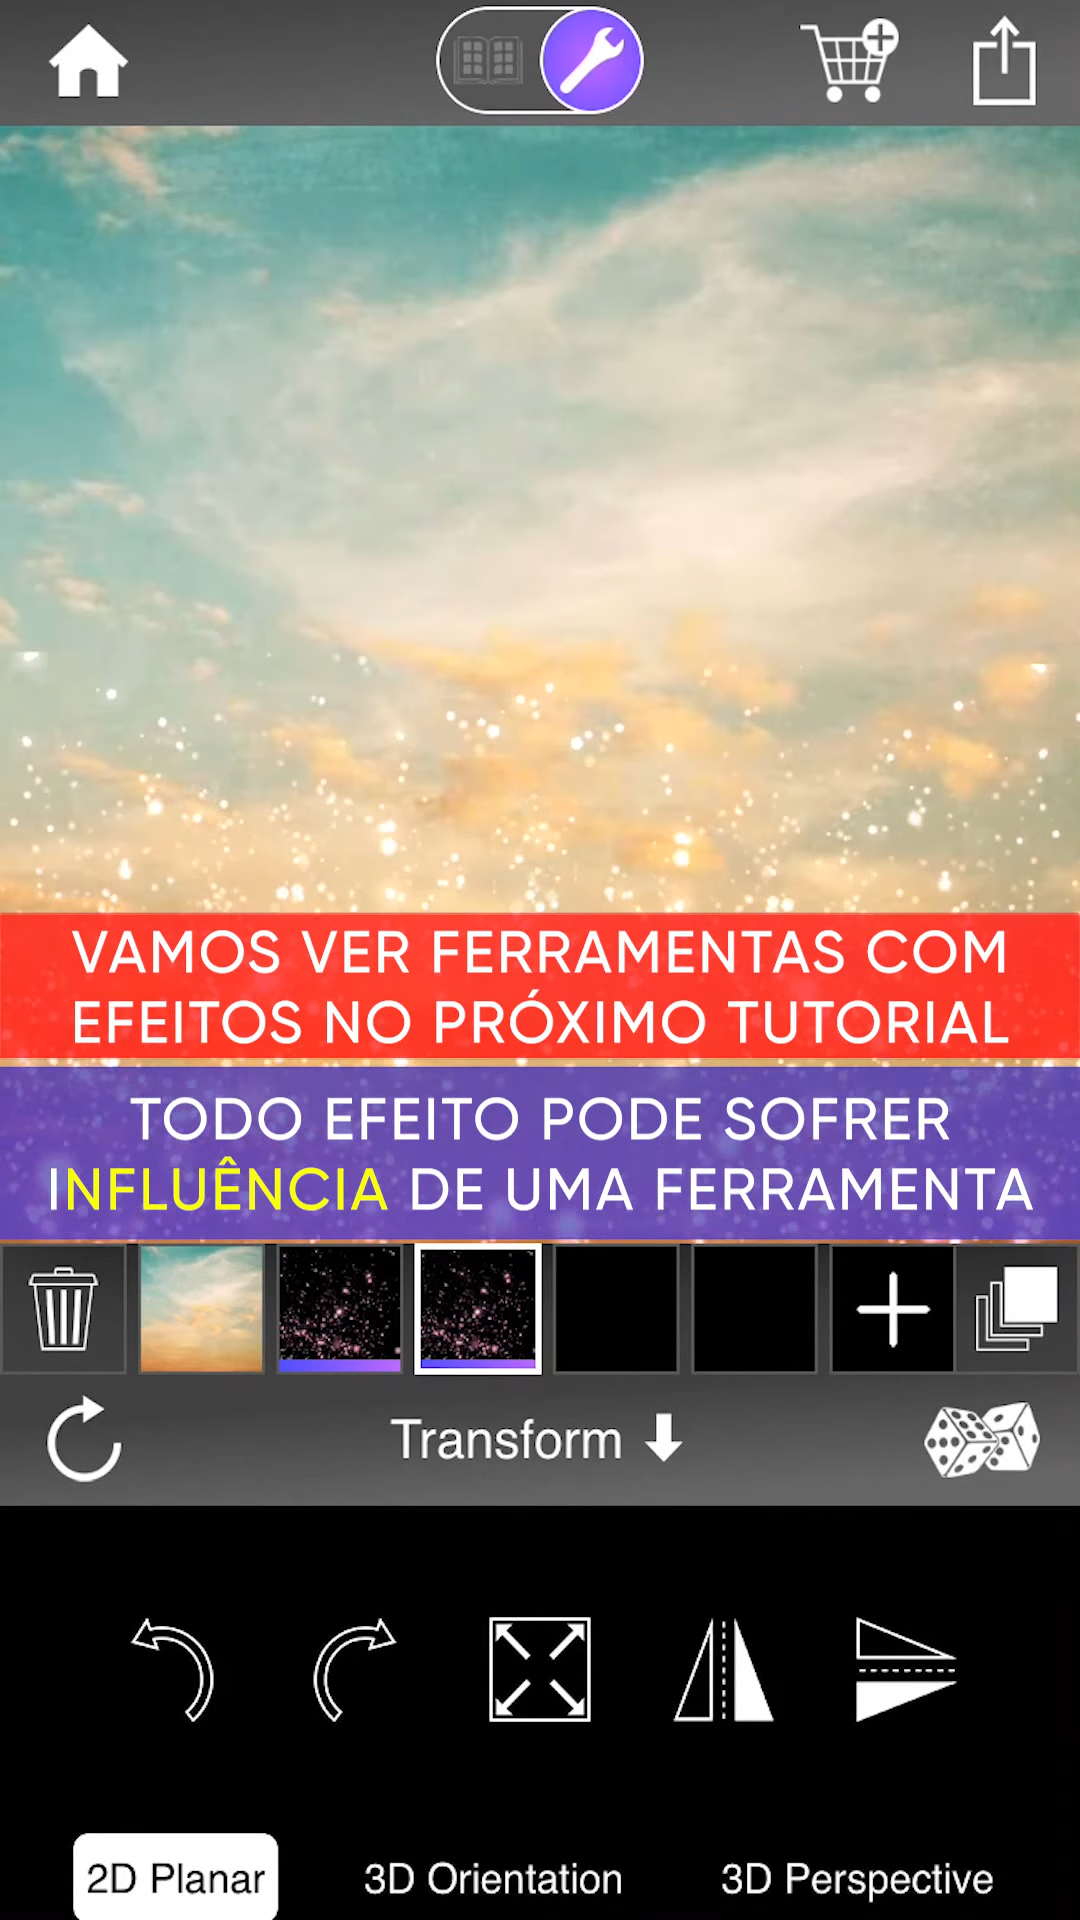 VAMOS VER FERRAMENTAS COM
EFEITOS NO PRÓXIMO TUTORIAL
TODO EFEITO PODE SOFRER
INFLUÊNCIA DE UMA FERRAMENTA
Transform
2D Planar
3D Orientation
3D Perspective